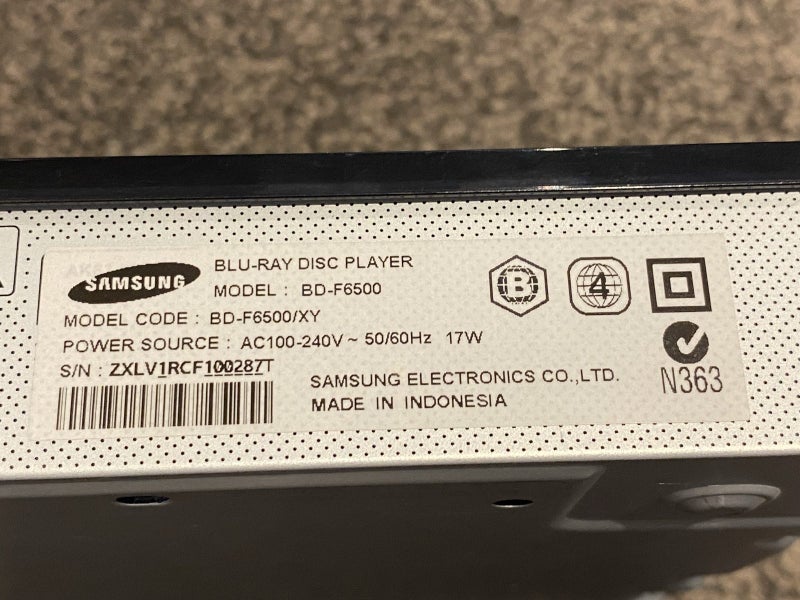 SAMSUNG
BLU-RAY DISC PLAYER
MODEL : BD-F6500
MODEL CODE : BD-F6500/XY
POWER SOURCE : AC100-240V ~ 50/60Hz 17W
S/N : ZXLV1RCF100287T
SAMSUNG ELECTRONICS CO.,LTD.
MADE IN INDONESIA
B
4
N363